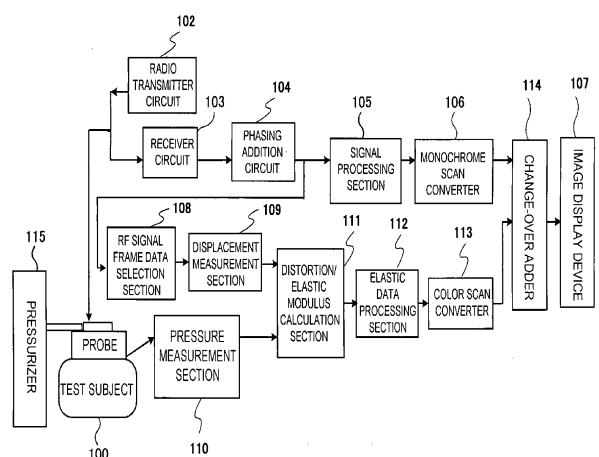 102
RADIO
TRANSMITTER
CIRCUIT
103
RECEIVER
CIRCUIT
104
PHASING
ADDITION
CIRCUIT
105
SIGNAL
PROCESSING
SECTION
106
MONOCHROME
SCAN
CONVERTER
114
CHANGE-OVER ADDER
107
IMAGE DISPLAY DEVICE
108
RF SIGNAL
FRAME DATA
SELECTION
SECTION
109
DISPLACEMENT
MEASUREMENT
SECTION
111
DISTORTION/
ELASTIC
MODULUS
CALCULATION
SECTION
112
ELASTIC
DATA
PROCESSING
SECTION
113
COLOR SCAN
CONVERTER
115
PRESSURIZER
PROBE
TEST SUBJECT
100
PRESSURE
MEASUREMENT
SECTION
110